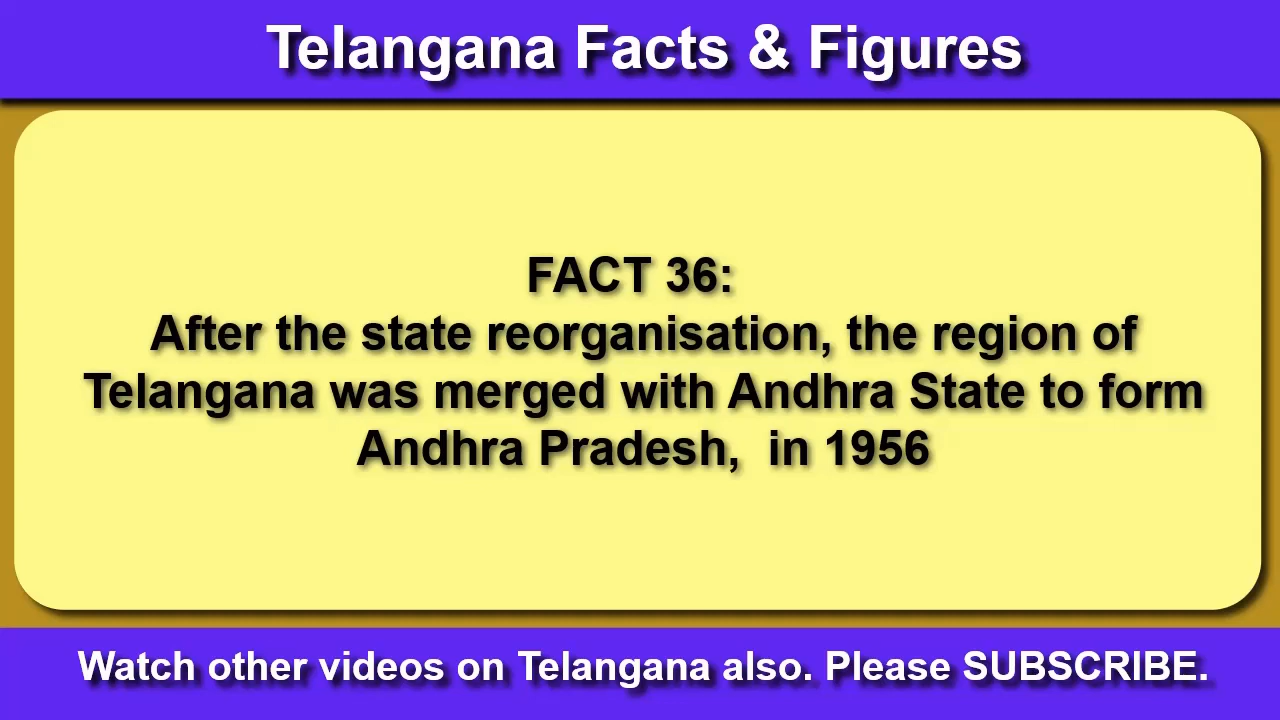 Telangana Facts & Figures
FACT 36:
After the state reorganisation, the region of
Telangana was merged with Andhra State to form
Andhra Pradesh,  in 1956
Watch other videos on Telangana also. Please SUBSCRIBE.